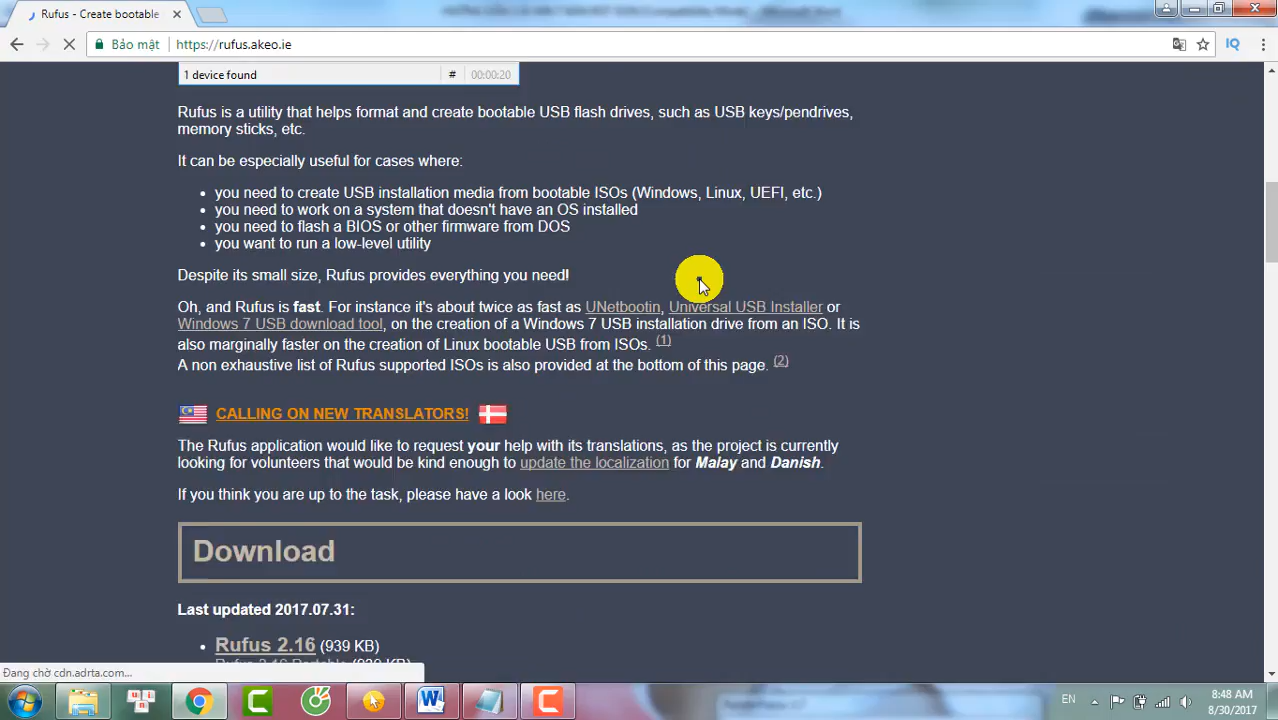 Rufus - Create bootable
Bảo mật
https://rufus.akeo.ie
IQ
1 device found
#
00:00:20
Rufus is a utility that helps format and create bootable USB flash drives, such as USB keys/pendrives,
memory sticks, etc.
It can be especially useful for cases where:
you need to create USB installation media from bootable ISOs (Windows, Linux, UEFI, etc.)
you need to work on a system that doesn't have an OS installed
you need to flash a BIOS or other firmware from DOS
you want to run a low-level utility
Despite its small size, Rufus provides everything you need!
Oh, and Rufus is fast. For instance it's about twice as fast as UNetbootin, Universal USB Installer or
Windows 7 USB download tool, on the creation of a Windows 7 USB installation drive from an ISO. It is
also marginally faster on the creation of Linux bootable USB from ISOs. (1)
A non exhaustive list of Rufus supported ISOs is also provided at the bottom of this page. (2)
CALLING ON NEW TRANSLATORS!
The Rufus application would like to request your help with its translations, as the project is currently
looking for volunteers that would be kind enough to update the localization for Malay and Danish.
If you think you are up to the task, please have a look here.
Download
Last updated 2017.07.31:
Rufus 2.16 (939 KB)
Rufus 2.16 Portable (939 KB)
Đang chờ cdn.adrta.com...
EN
8:48 AM
8/30/2017